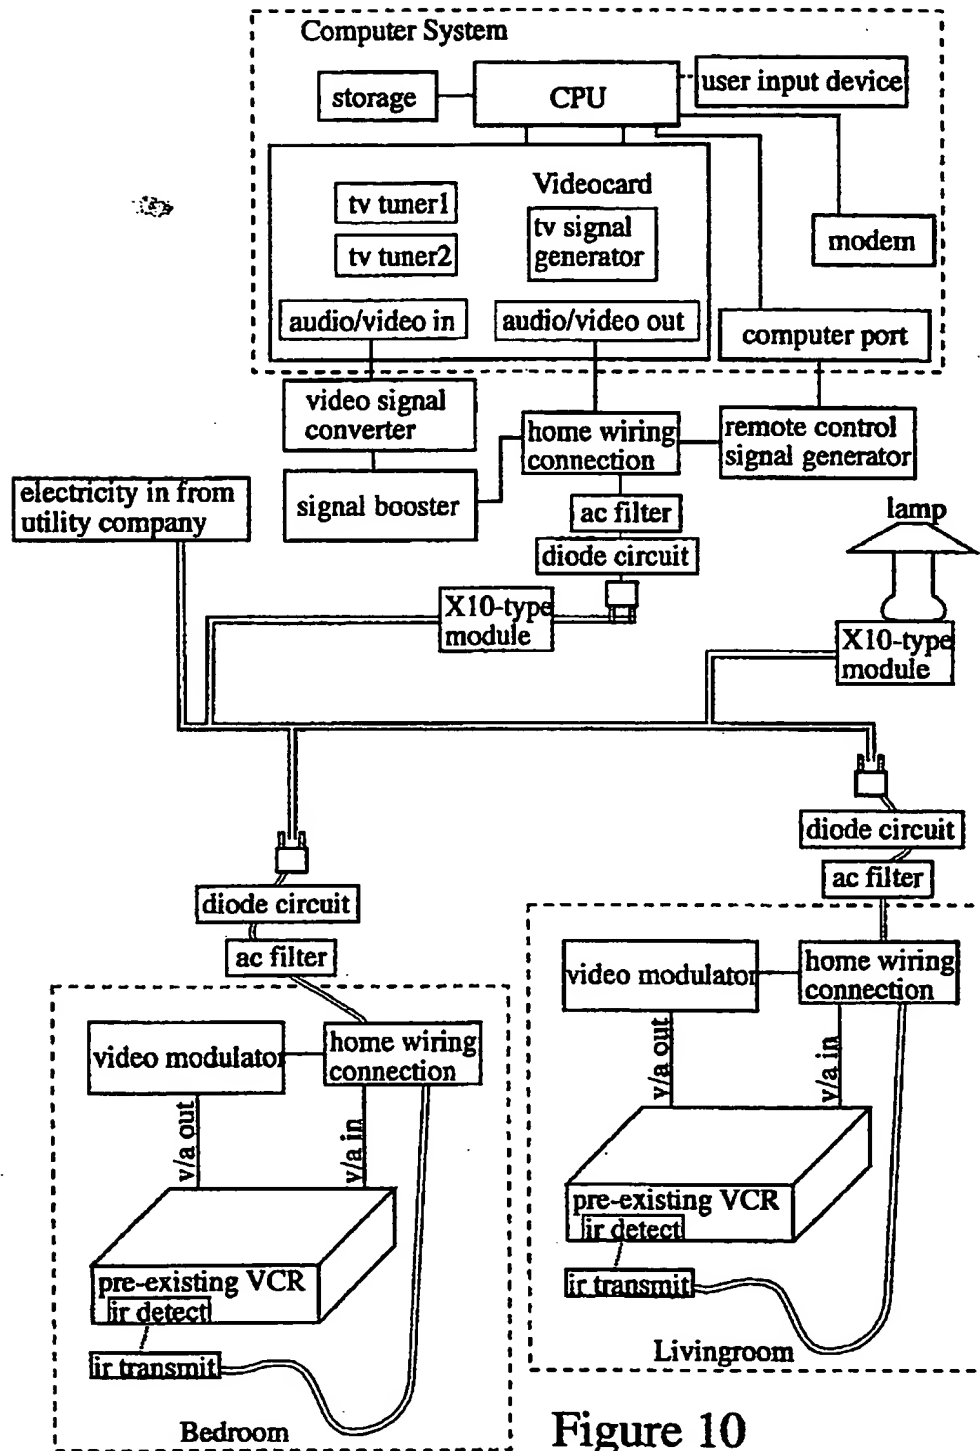 Computer System
storage
CPU
user input device
Videocard
tv tuner1
tv signal
generator
tv tuner2
modem
audio/video in
audio/video out
computer port
video signal
converter
home wiring
connection
remote control
signal generator
electricity in from
utility company
signal booster
ac filter
lamp
diode circuit
X10-type
module
X10-type
module
diode circuit
ac filter
diode circuit
ac filter
video modulator
home wiring
connection
v/a out
v/a in
pre-existing VCR
ir detect
ir transmit
Livingroom
video modulator
home wiring
connection
v/a out
v/a in
pre-existing VCR
ir detect
ir transmit
Bedroom
Figure 10